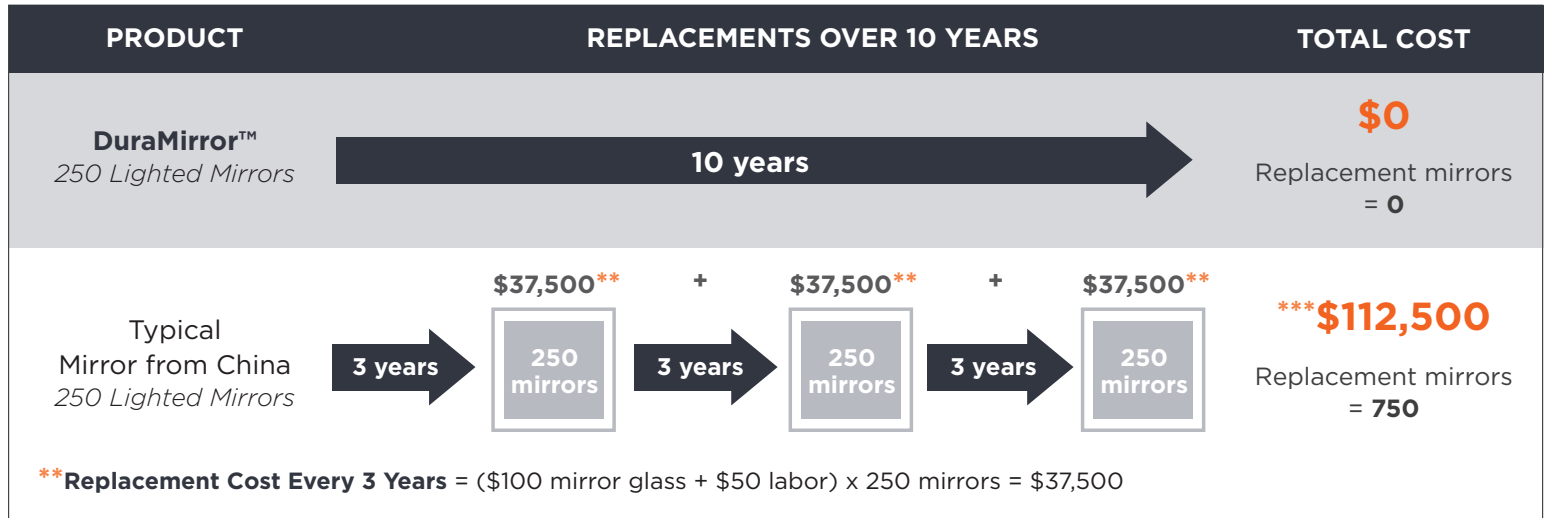 PRODUCT
REPLACEMENTS OVER 10 YEARS
TOTAL COST
DuraMirror™
250 Lighted Mirrors
10 years
$0
Replacement mirrors
= 0
Typical
Mirror from China
250 Lighted Mirrors
3 years
$37,500**
250
mirrors
+
3 years
$37,500**
250
mirrors
+
3 years
$37,500**
250
mirrors
***$112,500
Replacement mirrors
= 750
**Replacement Cost Every 3 Years = ($100 mirror glass + $50 labor) x 250 mirrors = $37,500